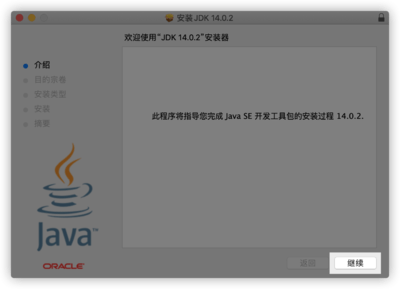 安装 JDK 14.0.2
欢迎使用“JDK 14.0.2”安装器
介绍
目的宗卷
安装类型
安装
摘要
此程序将指导您完成 Java SE 开发工具包的安装过程 14.0.2.
Java
ORACLE
返回
继续